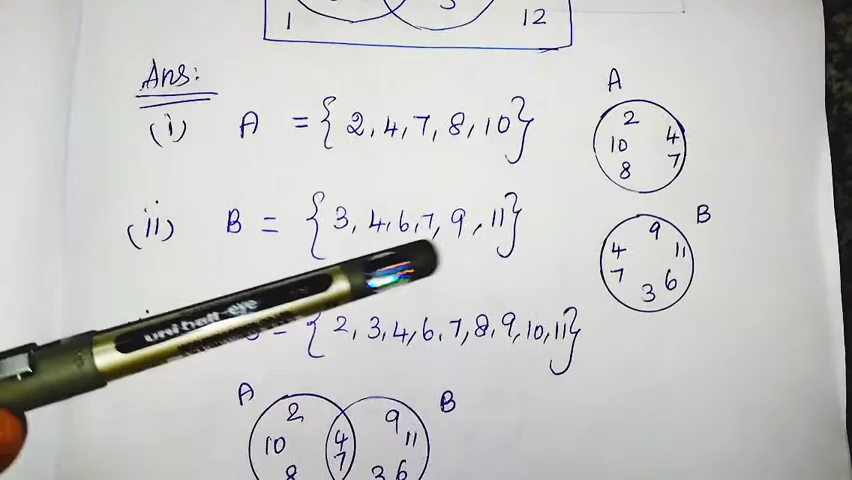 1 12
Ans:
(i) A = {2, 4, 7, 8, 10}
A
2
10 4
8 7
(ii) B = {3, 4, 6, 7, 9, 11}
B
9
4 11
7 6
3
uni-ball eye
= {2, 3, 4, 6, 7, 8, 9, 10, 11}
A B
2 9
10 4 11
7
8 3 6